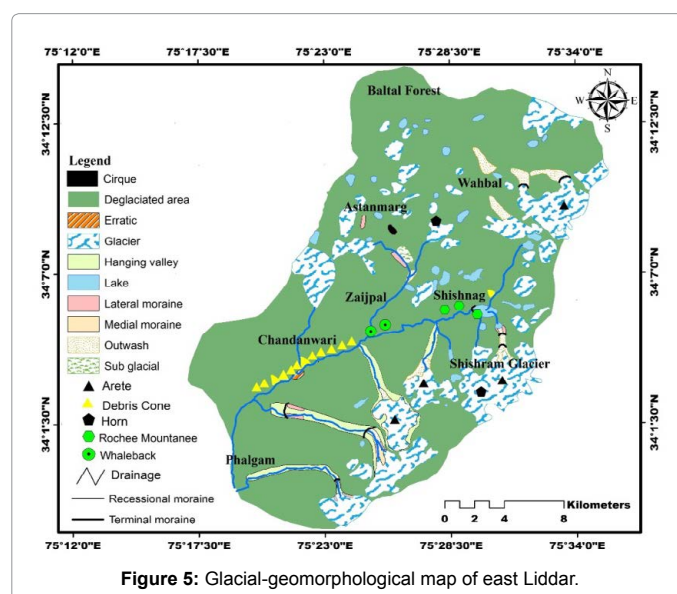 75°12'0"E 75°17'30"E 75°23'0"E 75°28'30"E 75°34'0"E
Baltal Forest
N
W E
S
34°12'30"N 34°12'30"N
Legend
Cirque
Deglaciated area
Erratic
Glacier
Hanging valley
Lake
Lateral moraine
Medial moraine
Outwash
Sub glacial
Arete
Debris Cone
Horn
Rochee Mountanee
Whaleback
Drainage
Recessional moraine
Terminal moraine
Wahbal
Astanmarg
34°7'0"N 34°7'0"N
Zaijpal
Shishnag
Chandanwari
Shishram Glacier
34°1'30"N 34°1'30"N
Phalgam
Kilometers
0 2 4 8
75°12'0"E 75°17'30"E 75°23'0"E 75°28'30"E 75°34'0"E
Figure 5: Glacial-geomorphological map of east Liddar.